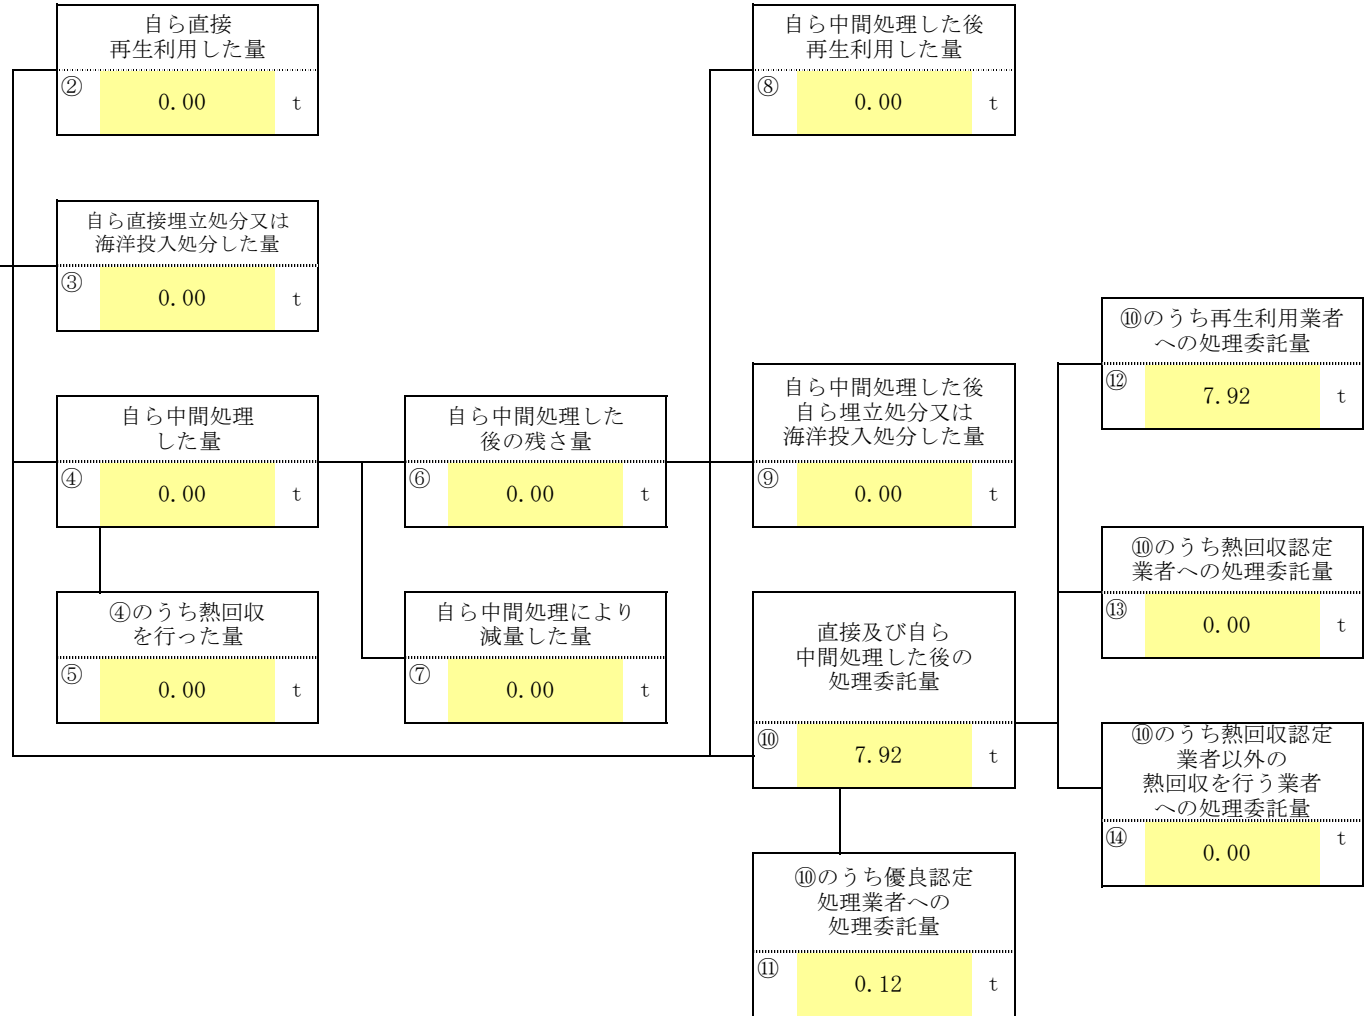 自ら直接
再生利用した量
②
0.00
t
自ら中間処理した後
再生利用した量
⑧
0.00
t
自ら直接埋立処分又は
海洋投入処分した量
③
0.00
t
⑩のうち再生利用業者
への処理委託量
⑫
7.92
t
自ら中間処理
した量
④
0.00
t
自ら中間処理した
後の残さ量
⑥
0.00
t
自ら中間処理した後
自ら埋立処分又は
海洋投入処分した量
⑨
0.00
t
⑩のうち熱回収認定
業者への処理委託量
⑬
0.00
t
④のうち熱回収
を行った量
⑤
0.00
t
自ら中間処理により
減量した量
⑦
0.00
t
直接及び自ら
中間処理した後の
処理委託量
⑩
7.92
t
⑩のうち熱回収認定
業者以外の
熱回収を行う業者
への処理委託量
⑭
0.00
t
⑩のうち優良認定
処理業者への
処理委託量
⑪
0.12
t